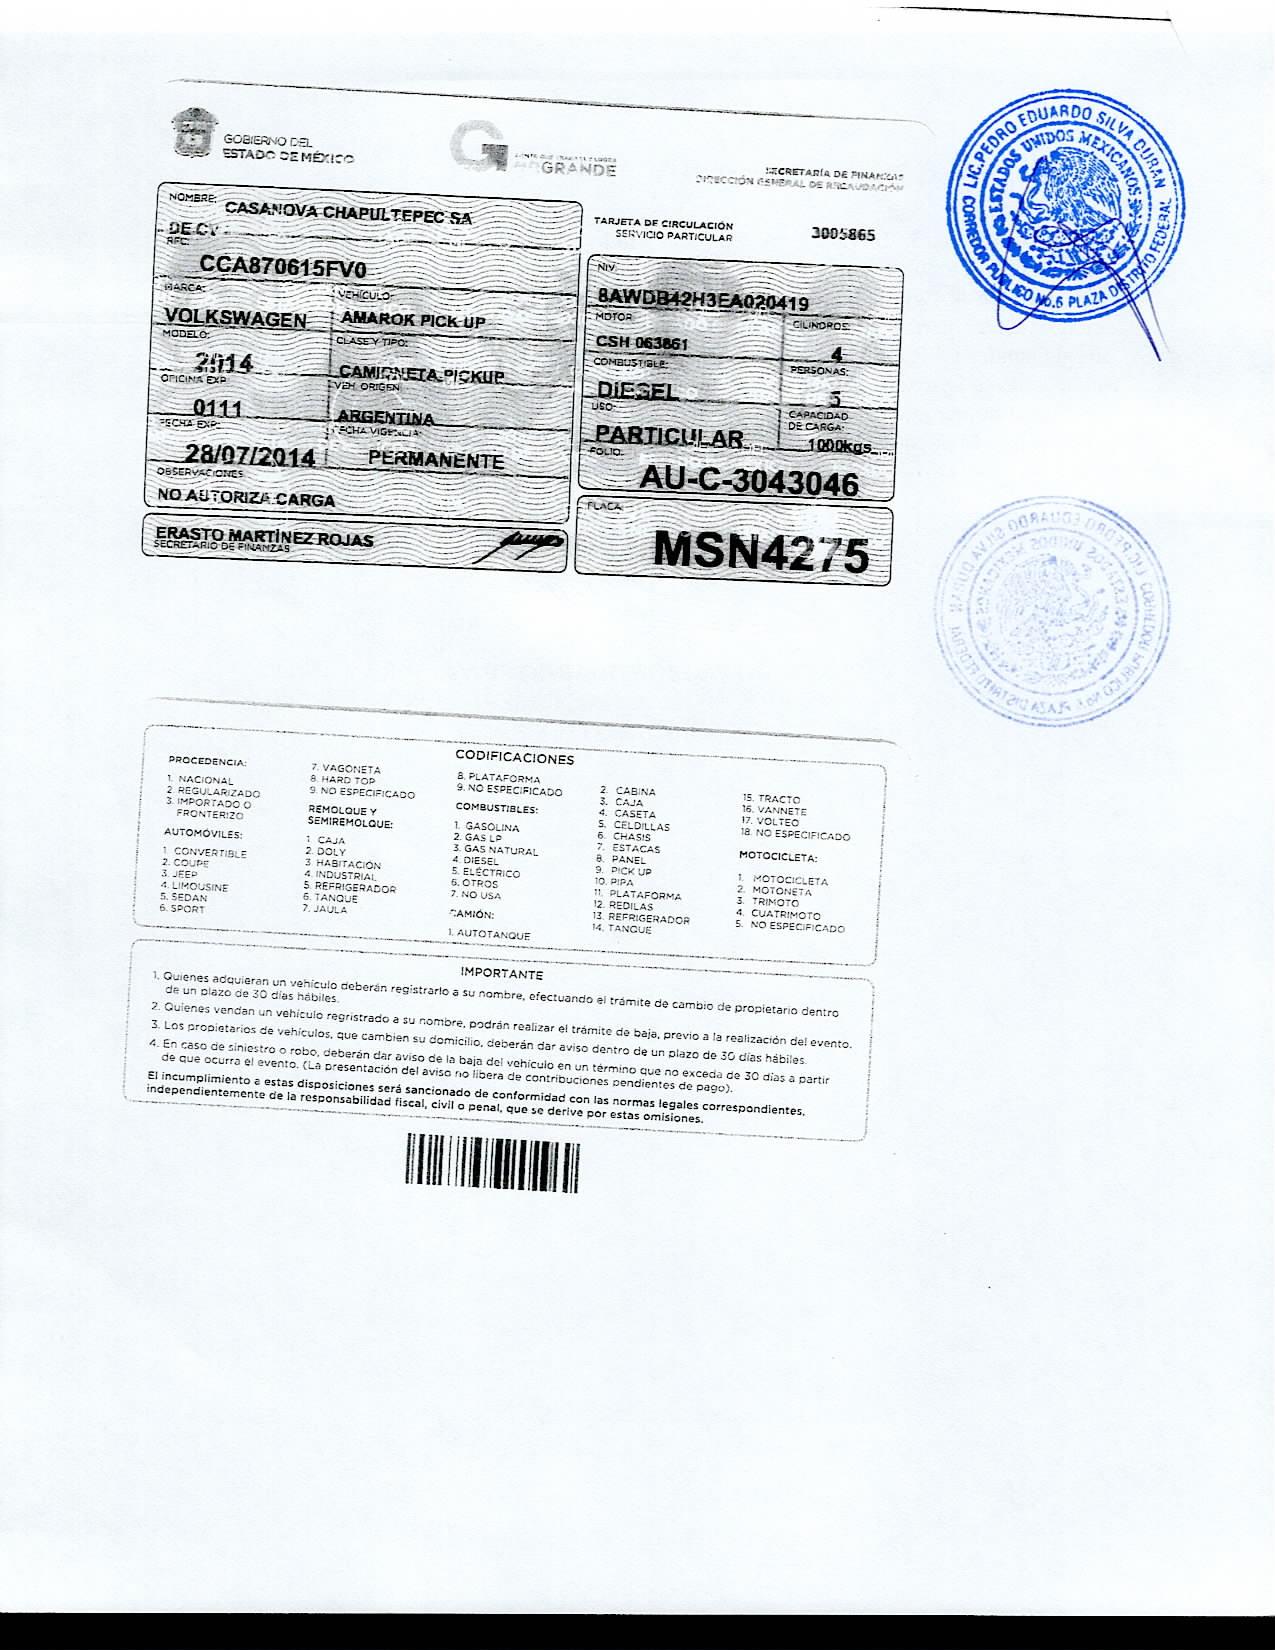 GOBIERNO DEL
ESTADO DE MÉXICO
GENTE QUE TRABAJA Y LOGRA
GRANDE
SECRETARÍA DE FINANZAS
DIRECCIÓN GENERAL DE RECAUDACIÓN
TARJETA DE CIRCULACIÓN
SERVICIO PARTICULAR
3005865
NOMBRE: CASANOVA CHAPULTEPEC SA
DE CV
RFC:
CCA870615FV0
MARCA:
VOLKSWAGEN
VEHÍCULO:
AMAROK PICK UP
MODELO:
2014
CLASE Y TIPO:
CAMIONETA PICKUP
OFICINA EXP
0111
VEH. ORIGEN
ARGENTINA
FECHA EXP:
28/07/2014
FECHA VIGENCIA:
PERMANENTE
OBSERVACIONES
NO AUTORIZA CARGA
ERASTO MARTÍNEZ ROJAS
SECRETARIO DE FINANZAS
NIV
8AWDB42H3EA020419
MOTOR
CSH 063861
CILINDROS:
4
COMBUSTIBLE:
DIESEL
PERSONAS:
5
USO:
PARTICULAR
CAPACIDAD
DE CARGA:
1000kgs
FOLIO:
AU-C-3043046
PLACA:
MSN4275
LIC. PEDRO EDUARDO SILVA DURAN
CORREDOR PUBLICO No.6 PLAZA DISTRITO FEDERAL
ESTADOS UNIDOS MEXICANOS
CODIFICACIONES
PROCEDENCIA:
1. NACIONAL
2 REGULARIZADO
3. IMPORTADO O
FRONTERIZO
AUTOMÓVILES:
1. CONVERTIBLE
2. COUPE
3. JEEP
4. LIMOUSINE
5. SEDAN
6. SPORT
7. VAGONETA
8. HARD TOP
9. NO ESPECIFICADO
REMOLQUE Y
SEMIREMOLQUE:
1 CAJA
2. DOLY
3 HABITACIÓN
4. INDUSTRIAL
5. REFRIGERADOR
6. TANQUE
7. JAULA
8. PLATAFORMA
9. NO ESPECIFICADO
COMBUSTIBLES:
1. GASOLINA
2. GAS LP
3. GAS NATURAL
4. DIESEL
5. ELÉCTRICO
6. OTROS
7. NO USA
CAMIÓN:
1. AUTOTANQUE
2. CABINA
3. CAJA
4. CASETA
5. CELDILLAS
6. CHASIS
7. ESTACAS
8. PANEL
9. PICK UP
10. PIPA
11. PLATAFORMA
12. REDILAS
13. REFRIGERADOR
14. TANQUE
15. TRACTO
16. VANNETE
17. VOLTEO
18. NO ESPECIFICADO
MOTOCICLETA:
1. MOTOCICLETA
2. MOTONETA
3. TRIMOTO
4. CUATRIMOTO
5. NO ESPECIFICADO
IMPORTANTE
1. Quienes adquieran un vehículo deberán registrarlo a su nombre, efectuando el trámite de cambio de propietario dentro
de un plazo de 30 días hábiles.
2. Quienes vendan un vehículo regristrado a su nombre, podrán realizar el trámite de baja, previo a la realización del evento.
3. Los propietarios de vehículos, que cambien su domicilio, deberán dar aviso dentro de un plazo de 30 días hábiles.
4. En caso de siniestro o robo, deberán dar aviso de la baja del vehículo en un término que no exceda de 30 días a partir
de que ocurra el evento. (La presentación del aviso no libera de contribuciones pendientes de pago).
El incumplimiento a estas disposiciones será sancionado de conformidad con las normas legales correspondientes,
independientemente de la responsabilidad fiscal, civil o penal, que se derive por estas omisiones.